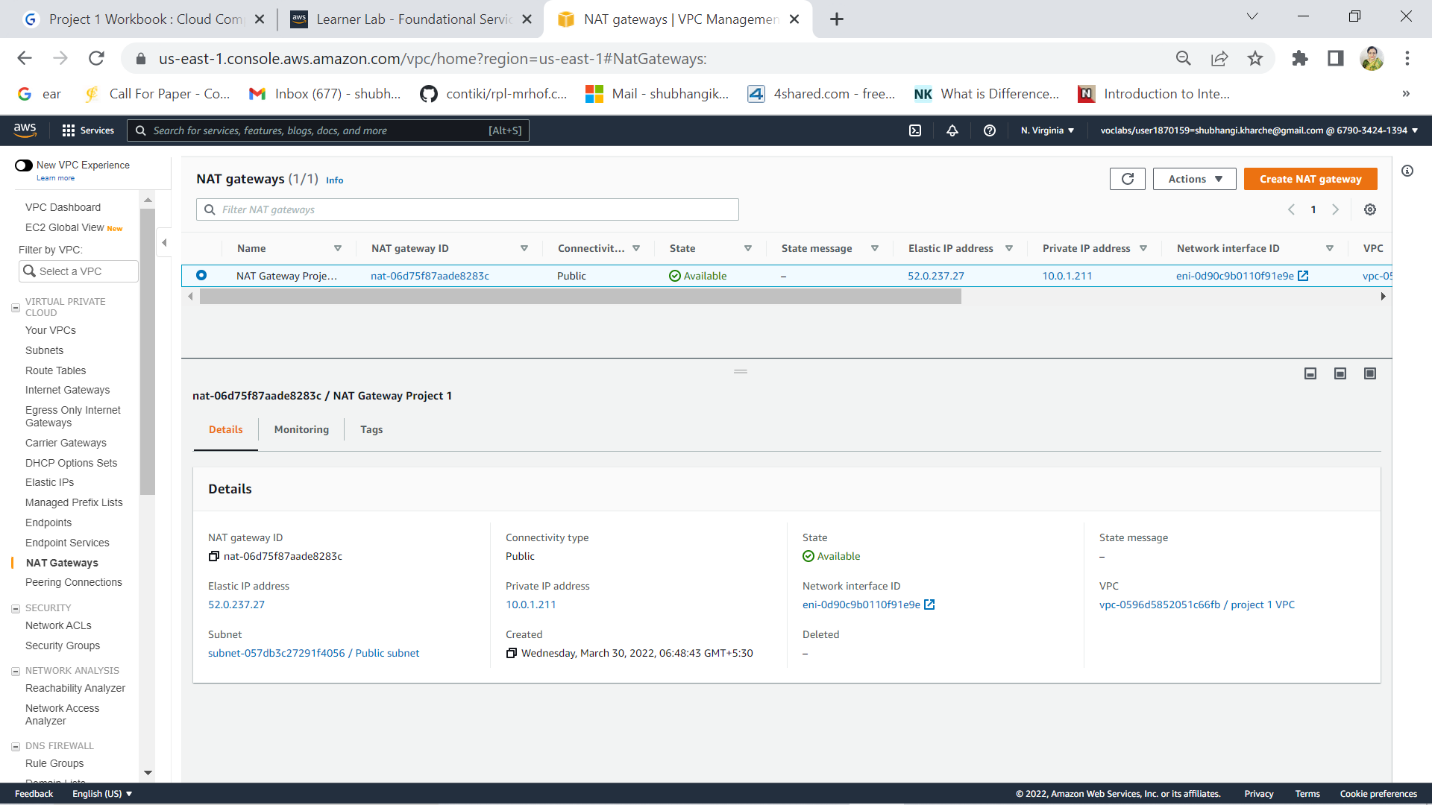 Project 1 Workbook : Cloud Com
Learner Lab - Foundational Servic
NAT gateways | VPC Managemen
us-east-1.console.aws.amazon.com/vpc/home?region=us-east-1#NatGateways:
ear
Call For Paper - Co...
Inbox (677) - shubh...
contiki/rpl-mrhof.c...
Mail - shubhangik...
4shared.com - free...
NK What is Difference...
Introduction to Inte...
»
aws
Services
Search for services, features, blogs, docs, and more [Alt+S]
N. Virginia
voclabs/user1870159=shubhangi.kharche@gmail.com @ 6790-3424-1394
New VPC Experience
Learn more
VPC Dashboard
EC2 Global View New
Filter by VPC:
Select a VPC
VIRTUAL PRIVATE
CLOUD
Your VPCs
Subnets
Route Tables
Internet Gateways
Egress Only Internet
Gateways
Carrier Gateways
DHCP Options Sets
Elastic IPs
Managed Prefix Lists
Endpoints
Endpoint Services
NAT Gateways
Peering Connections
SECURITY
Network ACLs
Security Groups
NETWORK ANALYSIS
Reachability Analyzer
Network Access
Analyzer
DNS FIREWALL
Rule Groups
NAT gateways (1/1) Info
Actions
Create NAT gateway
Filter NAT gateways
1
Name NAT gateway ID Connectivit... State State message Elastic IP address Private IP address Network interface ID VPC
NAT Gateway Proje... nat-06d75f87aade8283c Public Available – 52.0.237.27 10.0.1.211 eni-0d90c9b0110f91e9e vpc-05
nat-06d75f87aade8283c / NAT Gateway Project 1
Details Monitoring Tags
Details
NAT gateway ID Connectivity type State State message
nat-06d75f87aade8283c Public Available –
Elastic IP address Private IP address Network interface ID VPC
52.0.237.27 10.0.1.211 eni-0d90c9b0110f91e9e vpc-0596d5852051c66fb / project 1 VPC
Subnet Created Deleted
subnet-057db3c27291f4056 / Public subnet Wednesday, March 30, 2022, 06:48:43 GMT+5:30 –
Feedback English (US) © 2022, Amazon Web Services, Inc. or its affiliates. Privacy Terms Cookie preferences